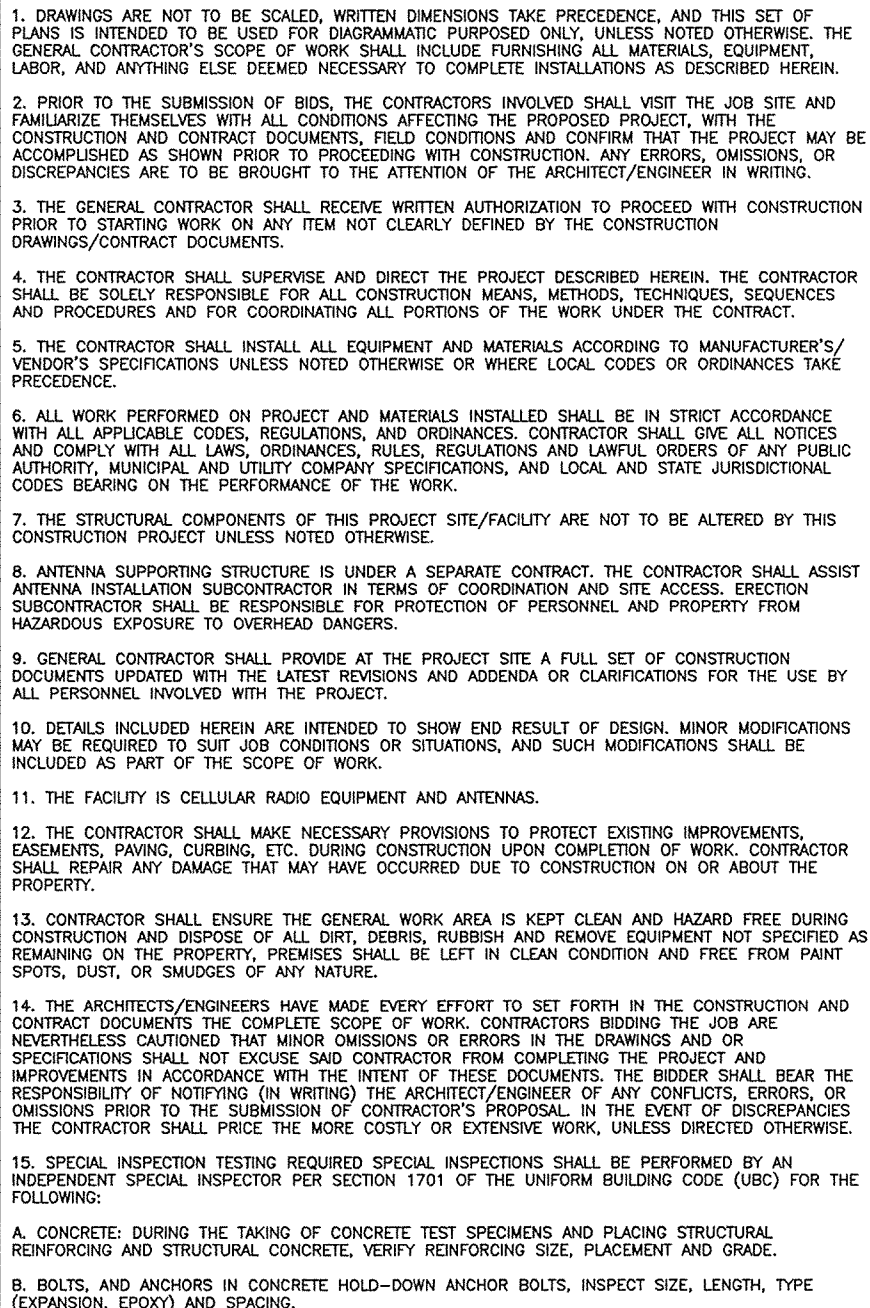 1. DRAWINGS ARE NOT TO BE SCALED, WRITTEN DIMENSIONS TAKE PRECEDENCE, AND THIS SET OF
PLANS IS INTENDED TO BE USED FOR DIAGRAMMATIC PURPOSED ONLY, UNLESS NOTED OTHERWISE. THE
GENERAL CONTRACTOR'S SCOPE OF WORK SHALL INCLUDE FURNISHING ALL MATERIALS, EQUIPMENT,
LABOR, AND ANYTHING ELSE DEEMED NECESSARY TO COMPLETE INSTALLATIONS AS DESCRIBED HEREIN.
2. PRIOR TO THE SUBMISSION OF BIDS, THE CONTRACTORS INVOLVED SHALL VISIT THE JOB SITE AND
FAMILIARIZE THEMSELVES WITH ALL CONDITIONS AFFECTING THE PROPOSED PROJECT, WITH THE
CONSTRUCTION AND CONTRACT DOCUMENTS, FIELD CONDITIONS AND CONFIRM THAT THE PROJECT MAY BE
ACCOMPLISHED AS SHOWN PRIOR TO PROCEEDING WITH CONSTRUCTION. ANY ERRORS, OMISSIONS, OR
DISCREPANCIES ARE TO BE BROUGHT TO THE ATTENTION OF THE ARCHITECT/ENGINEER IN WRITING.
3. THE GENERAL CONTRACTOR SHALL RECEIVE WRITTEN AUTHORIZATION TO PROCEED WITH CONSTRUCTION
PRIOR TO STARTING WORK ON ANY ITEM NOT CLEARLY DEFINED BY THE CONSTRUCTION
DRAWINGS/CONTRACT DOCUMENTS.
4. THE CONTRACTOR SHALL SUPERVISE AND DIRECT THE PROJECT DESCRIBED HEREIN. THE CONTRACTOR
SHALL BE SOLELY RESPONSIBLE FOR ALL CONSTRUCTION MEANS, METHODS, TECHNIQUES, SEQUENCES
AND PROCEDURES AND FOR COORDINATING ALL PORTIONS OF THE WORK UNDER THE CONTRACT.
5. THE CONTRACTOR SHALL INSTALL ALL EQUIPMENT AND MATERIALS ACCORDING TO MANUFACTURER'S/
VENDOR'S SPECIFICATIONS UNLESS NOTED OTHERWISE OR WHERE LOCAL CODES OR ORDINANCES TAKE
PRECEDENCE.
6. ALL WORK PERFORMED ON PROJECT AND MATERIALS INSTALLED SHALL BE IN STRICT ACCORDANCE
WITH ALL APPLICABLE CODES, REGULATIONS, AND ORDINANCES. CONTRACTOR SHALL GIVE ALL NOTICES
AND COMPLY WITH ALL LAWS, ORDINANCES, RULES, REGULATIONS AND LAWFUL ORDERS OF ANY PUBLIC
AUTHORITY, MUNICIPAL AND UTILITY COMPANY SPECIFICATIONS, AND LOCAL AND STATE JURISDICTIONAL
CODES BEARING ON THE PERFORMANCE OF THE WORK.
7. THE STRUCTURAL COMPONENTS OF THIS PROJECT SITE/FACILITY ARE NOT TO BE ALTERED BY THIS
CONSTRUCTION PROJECT UNLESS NOTED OTHERWISE.
8. ANTENNA SUPPORTING STRUCTURE IS UNDER A SEPARATE CONTRACT. THE CONTRACTOR SHALL ASSIST
ANTENNA INSTALLATION SUBCONTRACTOR IN TERMS OF COORDINATION AND SITE ACCESS. ERECTION
SUBCONTRACTOR SHALL BE RESPONSIBLE FOR PROTECTION OF PERSONNEL AND PROPERTY FROM
HAZARDOUS EXPOSURE TO OVERHEAD DANGERS.
9. GENERAL CONTRACTOR SHALL PROVIDE AT THE PROJECT SITE A FULL SET OF CONSTRUCTION
DOCUMENTS UPDATED WITH THE LATEST REVISIONS AND ADDENDA OR CLARIFICATIONS FOR THE USE BY
ALL PERSONNEL INVOLVED WITH THE PROJECT.
10. DETAILS INCLUDED HEREIN ARE INTENDED TO SHOW END RESULT OF DESIGN. MINOR MODIFICATIONS
MAY BE REQUIRED TO SUIT JOB CONDITIONS OR SITUATIONS, AND SUCH MODIFICATIONS SHALL BE
INCLUDED AS PART OF THE SCOPE OF WORK.
11. THE FACILITY IS CELLULAR RADIO EQUIPMENT AND ANTENNAS.
12. THE CONTRACTOR SHALL MAKE NECESSARY PROVISIONS TO PROTECT EXISTING IMPROVEMENTS,
EASEMENTS, PAVING, CURBING, ETC. DURING CONSTRUCTION UPON COMPLETION OF WORK. CONTRACTOR
SHALL REPAIR ANY DAMAGE THAT MAY HAVE OCCURRED DUE TO CONSTRUCTION ON OR ABOUT THE
PROPERTY.
13. CONTRACTOR SHALL ENSURE THE GENERAL WORK AREA IS KEPT CLEAN AND HAZARD FREE DURING
CONSTRUCTION AND DISPOSE OF ALL DIRT, DEBRIS, RUBBISH AND REMOVE EQUIPMENT NOT SPECIFIED AS
REMAINING ON THE PROPERTY, PREMISES SHALL BE LEFT IN CLEAN CONDITION AND FREE FROM PAINT
SPOTS, DUST, OR SMUDGES OF ANY NATURE.
14. THE ARCHITECTS/ENGINEERS HAVE MADE EVERY EFFORT TO SET FORTH IN THE CONSTRUCTION AND
CONTRACT DOCUMENTS THE COMPLETE SCOPE OF WORK. CONTRACTORS BIDDING THE JOB ARE
NEVERTHELESS CAUTIONED THAT MINOR OMISSIONS OR ERRORS IN THE DRAWINGS AND OR
SPECIFICATIONS SHALL NOT EXCUSE SAID CONTRACTOR FROM COMPLETING THE PROJECT AND
IMPROVEMENTS IN ACCORDANCE WITH THE INTENT OF THESE DOCUMENTS. THE BIDDER SHALL BEAR THE
RESPONSIBILITY OF NOTIFYING (IN WRITING) THE ARCHITECT/ENGINEER OF ANY CONFLICTS, ERRORS, OR
OMISSIONS PRIOR TO THE SUBMISSION OF CONTRACTOR'S PROPOSAL. IN THE EVENT OF DISCREPANCIES
THE CONTRACTOR SHALL PRICE THE MORE COSTLY OR EXTENSIVE WORK, UNLESS DIRECTED OTHERWISE.
15. SPECIAL INSPECTION TESTING REQUIRED SPECIAL INSPECTIONS SHALL BE PERFORMED BY AN
INDEPENDENT SPECIAL INSPECTOR PER SECTION 1701 OF THE UNIFORM BUILDING CODE (UBC) FOR THE
FOLLOWING:
A. CONCRETE: DURING THE TAKING OF CONCRETE TEST SPECIMENS AND PLACING STRUCTURAL
REINFORCING AND STRUCTURAL CONCRETE, VERIFY REINFORCING SIZE, PLACEMENT AND GRADE.
B. BOLTS, AND ANCHORS IN CONCRETE HOLD-DOWN ANCHOR BOLTS, INSPECT SIZE, LENGTH, TYPE
(EXPANSION, EPOXY) AND SPACING.